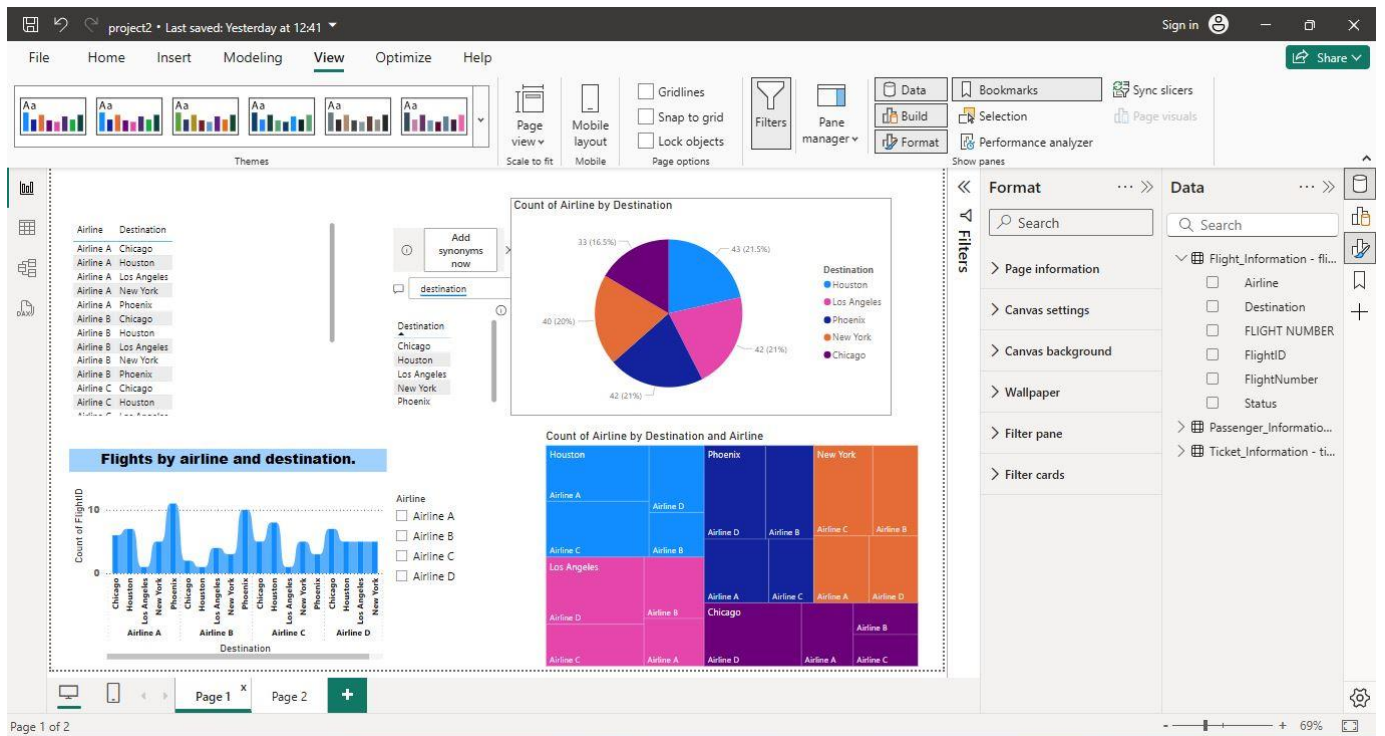 project2 • Last saved: Yesterday at 12:41
Sign in
File Home Insert Modeling View Optimize Help
Share
Aa Aa Aa Aa Aa Aa
Themes
Page view
Scale to fit
Mobile layout
Mobile
Gridlines
Snap to grid
Lock objects
Page options
Filters
Pane manager
Data
Build
Format
Bookmarks
Selection
Performance analyzer
Sync slicers
Page visuals
Show panes
Airline Destination
Airline A Chicago
Airline A Houston
Airline A Los Angeles
Airline A New York
Airline A Phoenix
Airline B Chicago
Airline B Houston
Airline B Los Angeles
Airline B New York
Airline B Phoenix
Airline C Chicago
Airline C Houston
Add
synonyms
now
destination
Destination
Chicago
Houston
Los Angeles
New York
Phoenix
Count of Airline by Destination
33 (16.5%)
43 (21.5%)
40 (20%)
42 (21%)
42 (21%)
Destination
Houston
Los Angeles
Phoenix
New York
Chicago
Flights by airline and destination.
Count of FlightID
10
0
Chicago Houston Los Angeles New York Phoenix Chicago Houston Los Angeles New York Phoenix Chicago Houston Los Angeles New York Phoenix Chicago Houston Los Angeles New York
Airline A Airline B Airline C Airline D
Destination
Airline
Airline A
Airline B
Airline C
Airline D
Count of Airline by Destination and Airline
Houston
Airline A
Airline D
Airline C
Airline B
Los Angeles
Airline D
Airline B
Airline C
Airline A
Phoenix
Airline D
Airline B
Airline A
Airline C
New York
Airline C
Airline B
Airline A
Airline D
Chicago
Airline D
Airline A
Airline B
Airline C
Filters
Format
Search
Page information
Canvas settings
Canvas background
Wallpaper
Filter pane
Filter cards
Data
Search
Flight_Information - fli...
Airline
Destination
FLIGHT NUMBER
FlightID
FlightNumber
Status
Passenger_Informatio...
Ticket_Information - ti...
DAX
Page 1 x
Page 2
+
Page 1 of 2
- + 69%